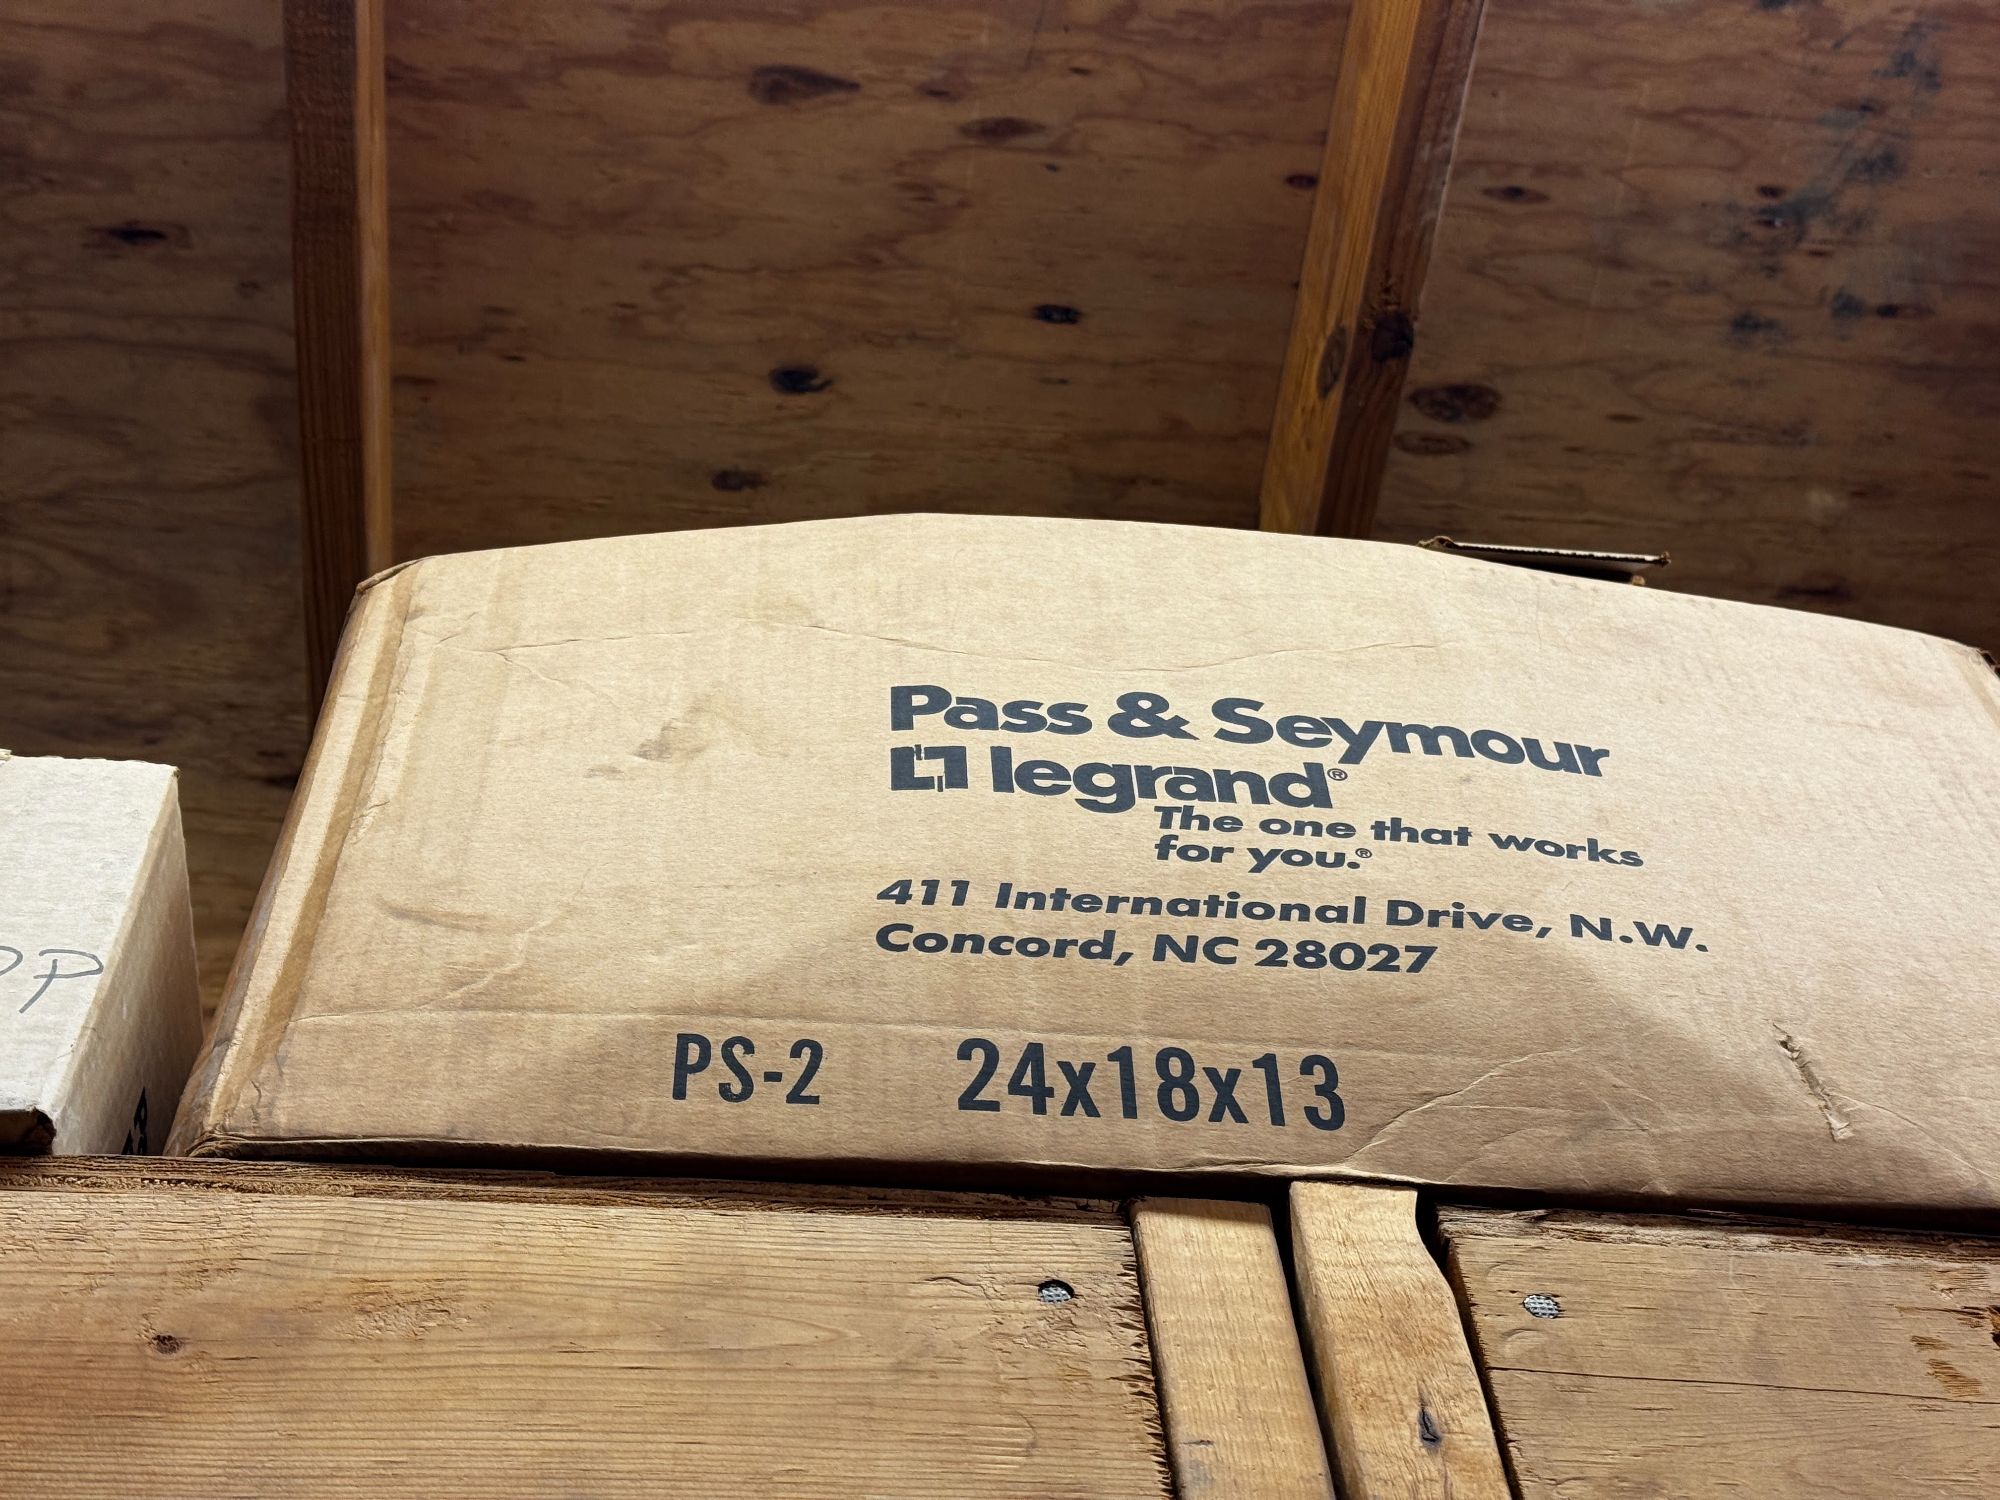 Pass & Seymour
legrand®
The one that works
for you.®
411 International Drive, N.W.
Concord, NC 28027
PS-2 24x18x13